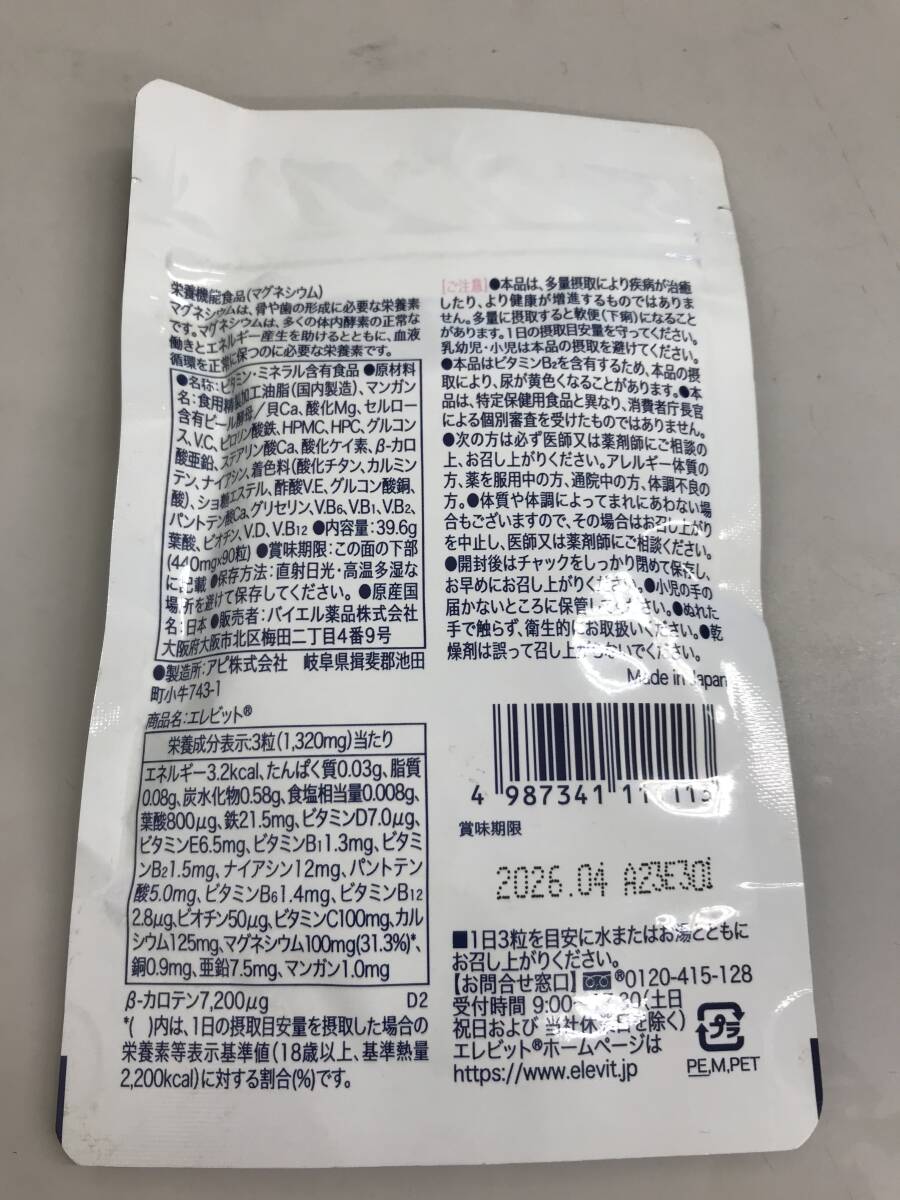 栄養機能食品(マグネシウム)
マグネシウムは、骨や歯の形成に必要な栄養素
です。マグネシウムは、多くの体内酵素の正常な
働きとエネルギー産生を助けるとともに、血液
循環を正常に保つのに必要な栄養素です。
●名称:ビタミン・ミネラル含有食品 ●原材料
名:食用精製加工油脂(国内製造)、マンガン
含有ビール酵母/貝Ca、酸化Mg、セルロー
ス、V.C、ピロリン酸鉄、HPMC、HPC、グルコン
酸亜鉛、ステアリン酸Ca、酸化ケイ素、β-カロ
テン、ナイアシン、着色料(酸化チタン、カルミン
酸)、ショ糖エステル、酢酸V.E、グルコン酸銅、
パントテン酸Ca、グリセリン、V.B6、V.B1、V.B2、
葉酸、ビオチン、V.D、V.B12 ●内容量:39.6g
(440mg×90粒) ●賞味期限:この面の下部
に記載 ●保存方法:直射日光・高温多湿な
場所を避けて保存してください。●原産国
名:日本 ●販売者:バイエル薬品株式会社
大阪府大阪市北区梅田二丁目4番9号
●製造所:アピ株式会社 岐阜県揖斐郡池田
町小牛743-1
商品名:エレビット®
栄養成分表示:3粒(1,320mg)当たり
エネルギー3.2kcal、たんぱく質0.03g、脂質
0.08g、炭水化物0.58g、食塩相当量0.008g、
葉酸800μg、鉄21.5mg、ビタミンD7.0μg、
ビタミンE6.5mg、ビタミンB11.3mg、ビタミ
ンB21.5mg、ナイアシン12mg、パントテン
酸5.0mg、ビタミンB61.4mg、ビタミンB12
2.8μg、ビオチン50μg、ビタミンC100mg、カル
シウム125mg、マグネシウム100mg(31.3%)*、
銅0.9mg、亜鉛7.5mg、マンガン1.0mg
β-カロテン7,200μg D2
*( )内は、1日の摂取目安量を摂取した場合の
栄養素等表示基準値(18歳以上、基準熱量
2,200kcal)に対する割合(%)です。
[ご注意]●本品は、多量摂取により疾病が治癒
したり、より健康が増進するものではありま
せん。多量に摂取すると軟便(下痢)になること
があります。1日の摂取目安量を守ってください。
乳幼児・小児は本品の摂取を避けてください。
●本品はビタミンB2を含有するため、本品の摂
取により、尿が黄色くなることがあります。●本
品は、特定保健用食品と異なり、消費者庁長官
による個別審査を受けたものではありません。
●次の方は必ず医師又は薬剤師にご相談の
上、お召し上がりください。アレルギー体質の
方、薬を服用中の方、通院中の方、体調不良の
方。●体質や体調によってまれにあわない場
合もございますので、その場合はお召し上がり
を中止し、医師又は薬剤師にご相談ください。
●開封後はチャックをしっかり閉めて保存し、
お早めにお召し上がりください。●小児の手の
届かないところに保管してください。●ぬれた
手で触らず、衛生的にお取扱いください。●乾
燥剤は誤って召し上がらないでください。
Made in Japan
4 987341 11 113
賞味期限
2026.04 A23E301
■1日3粒を目安に水またはお湯とともに
お召し上がりください。
【お問合せ窓口】®0120-415-128
受付時間 9:00-17:30(土日
祝日および 当社休業日を除く)
エレビット®ホームページは
https://www.elevit.jp
プラ
PE,M,PET